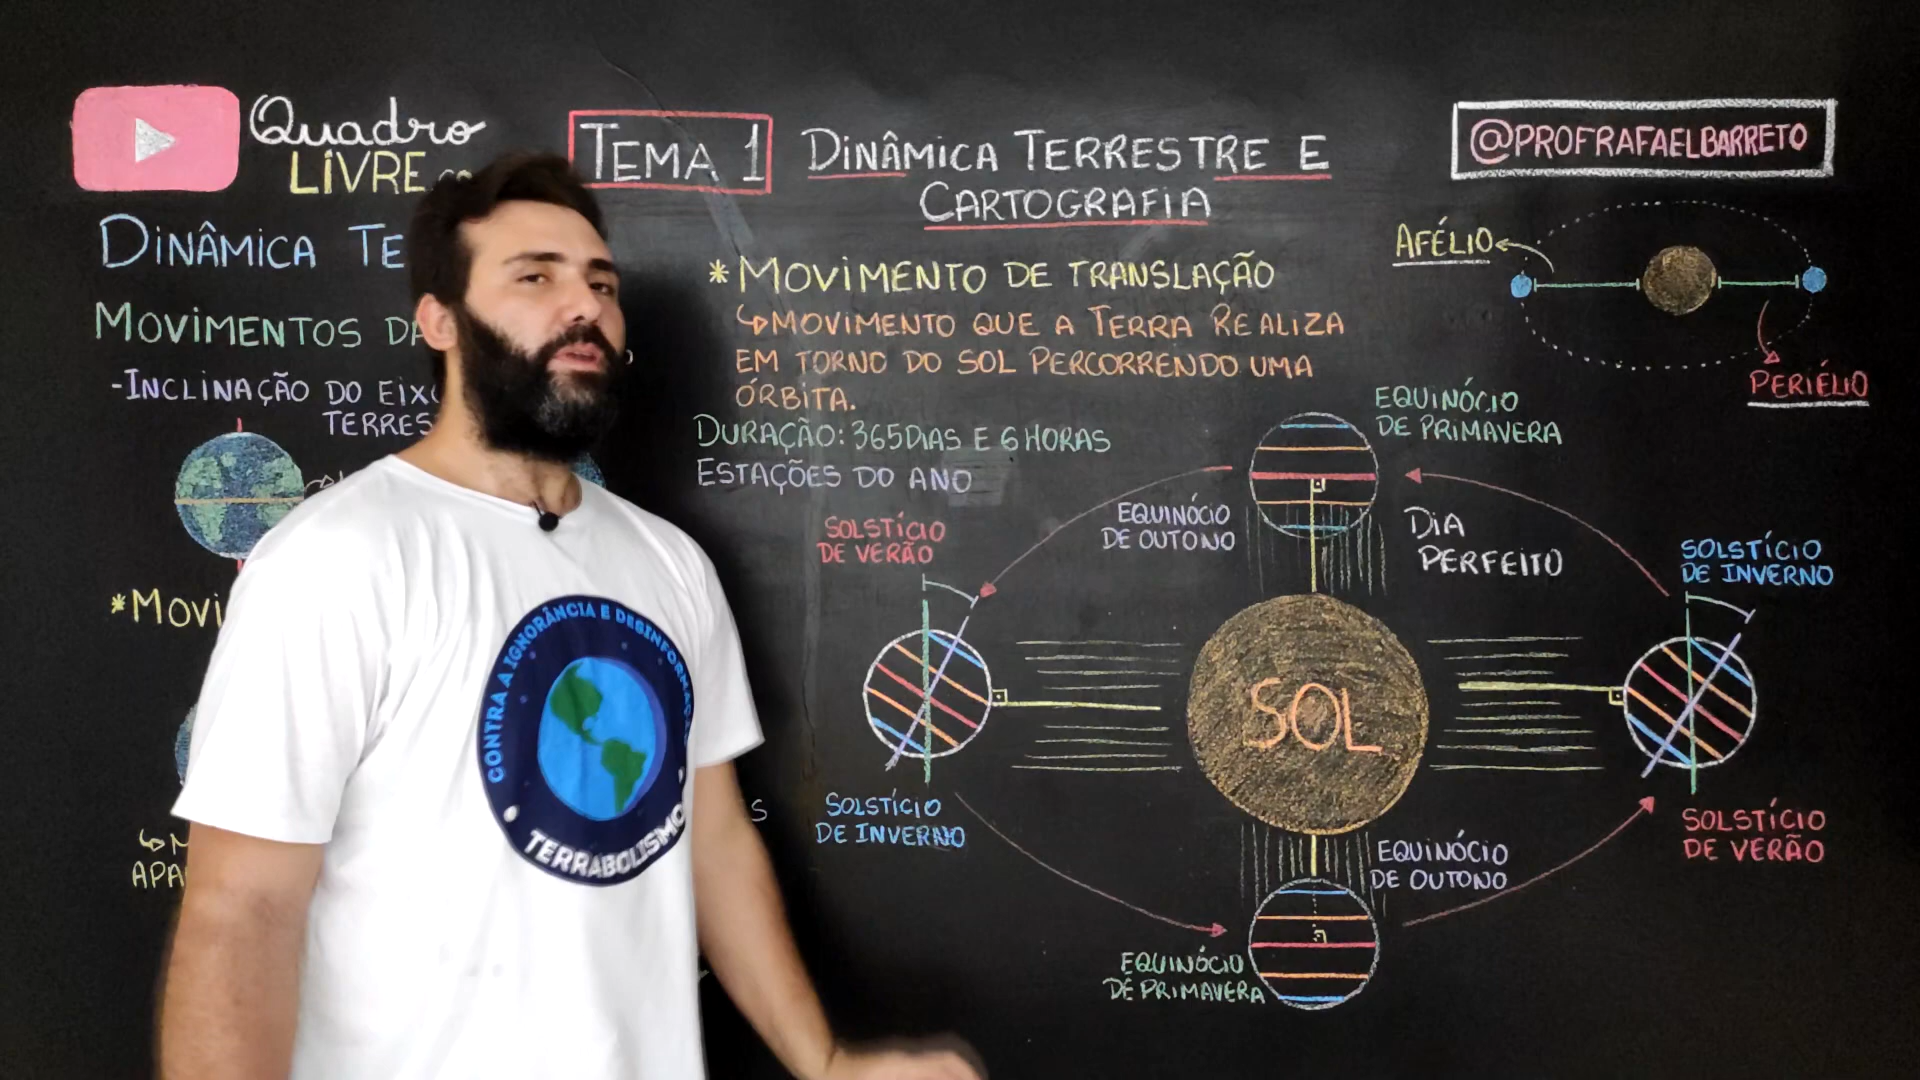 Quadro
LIVRE
TEMA 1
DINÂMICA TERRESTRE E
CARTOGRAFIA
@PROFRAFAELBARRETO
DINÂMICA TE
MOVIMENTOS DA
-INCLINAÇÃO DO EIXO
TERRES
*MOVI
APA
*MOVIMENTO DE TRANSLAÇÃO
↳MOVIMENTO QUE A TERRA REALIZA
EM TORNO DO SOL PERCORRENDO UMA
ÓRBITA.
DURAÇÃO: 365DIAS E 6 HORAS
ESTAÇÕES DO ANO
AFÉLIO
PERIÉLIO
EQUINÓCIO
DE PRIMAVERA
EQUINÓCIO
DE OUTONO
DIA
PERFEITO
SOLSTÍCIO
DE VERÃO
SOLSTÍCIO
DE INVERNO
SOL
SOLSTÍCIO
DE INVERNO
SOLSTÍCIO
DE VERÃO
EQUINÓCIO
DE OUTONO
EQUINÓCIO
DE PRIMAVERA
CONTRA A IGNORÂNCIA E DESINFORMAÇÃO
TERRABOLISMO